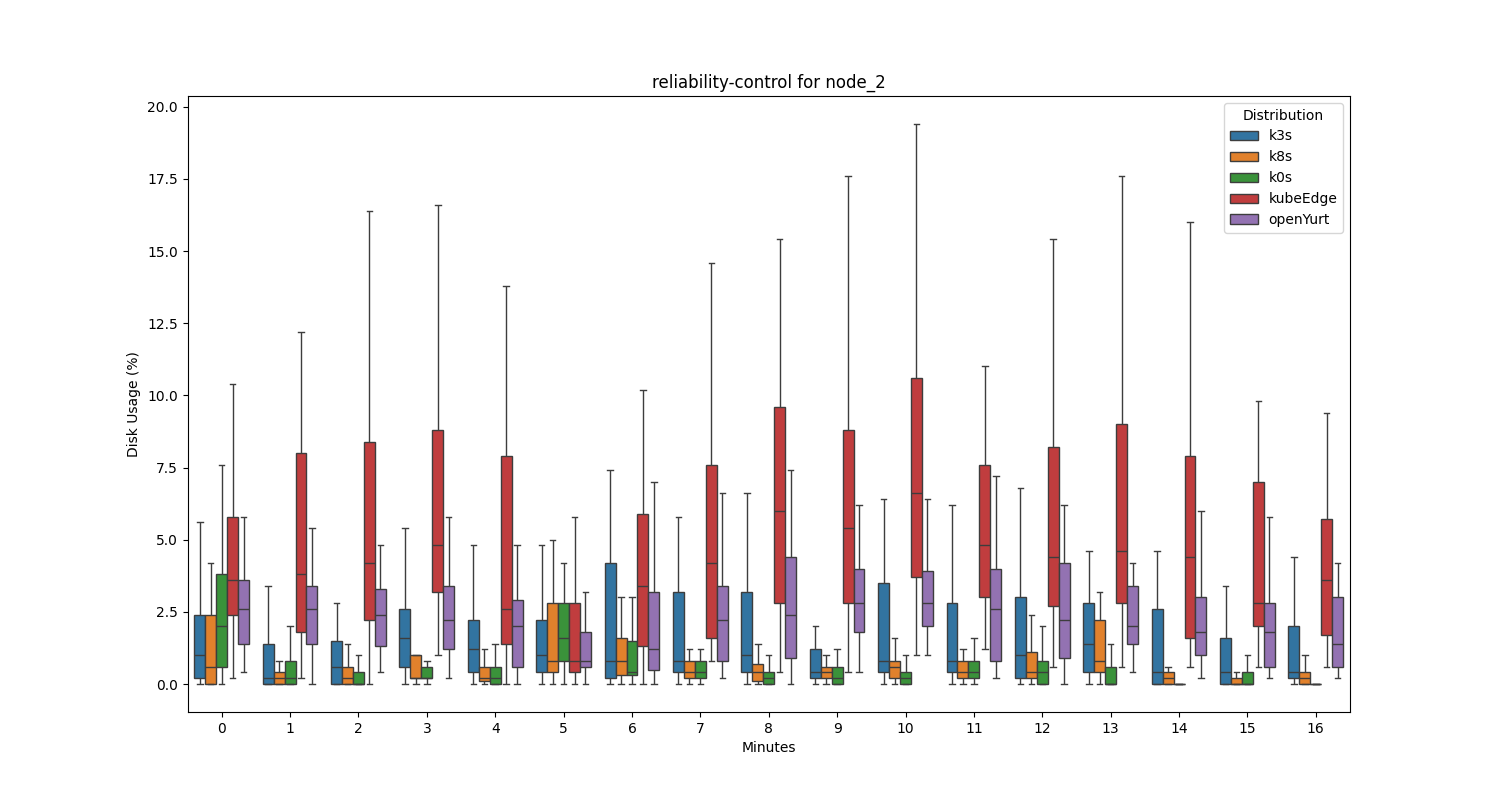 reliability-control for node_2
Disk Usage (%)
20.0
17.5
15.0
12.5
10.0
7.5
5.0
2.5
0.0
Distribution
k3s
k8s
k0s
kubeEdge
openYurt
0 1 2 3 4 5 6 7 8 9 10 11 12 13 14 15 16
Minutes